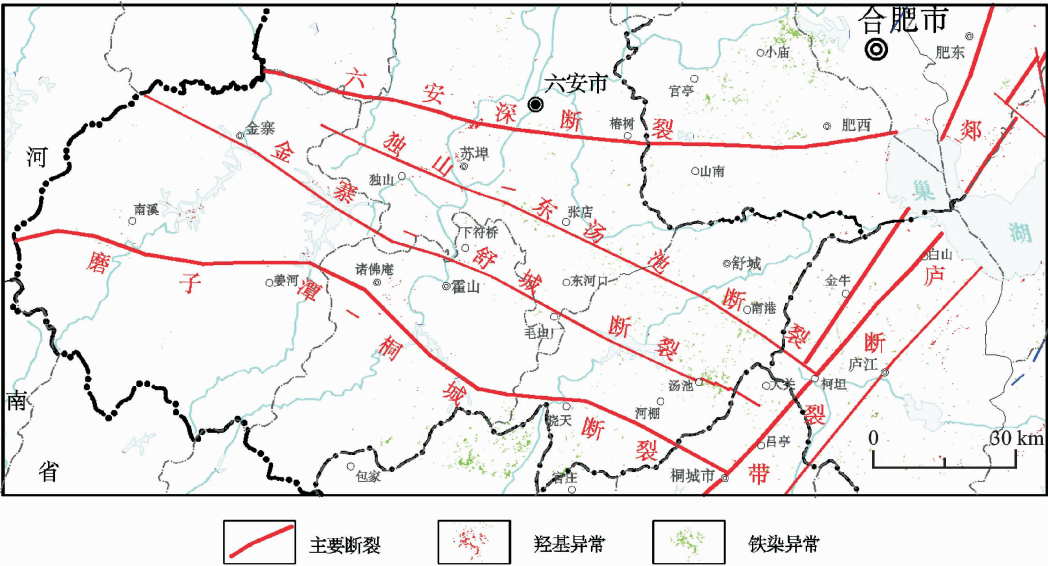 合肥市
小庙
肥东
六安深断裂
六安市
官亭
椿树
肥西
郯
金寨
苏埠
独山
山南
巢
湖
河
南溪
金寨—舒城断裂
独山—东汤池断裂
张店
下符桥
舒城
白山
庐
磨子潭—桐城断裂
姜河
诸佛庵
霍山
东河口
金牛
南港
毛坦厂
断
庐江
汤池
大关
柯坦
南
河棚
晓天
裂
吕亭
0
30 km
省
包家
桐城市
带
主要断裂
羟基异常
铁染异常